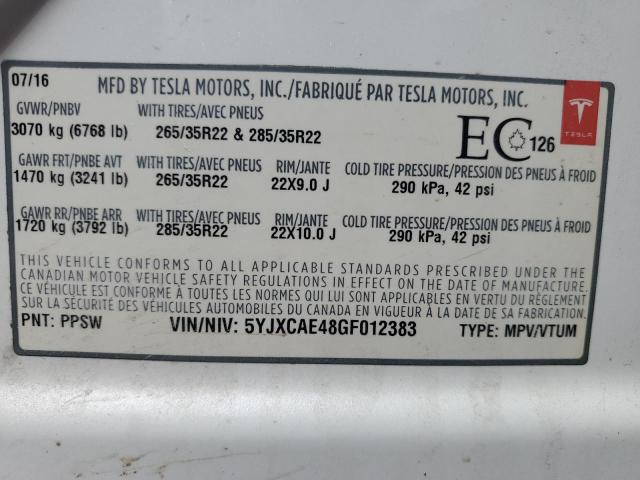 07/16 MFD BY TESLA MOTORS, INC./FABRIQUÉ PAR TESLA MOTORS, INC.
GVWR/PNBV WITH TIRES/AVEC PNEUS
3070 kg (6768 lb) 265/35R22 & 285/35R22 EC 126
TESLA
GAWR FRT/PNBE AVT WITH TIRES/AVEC PNEUS RIM/JANTE COLD TIRE PRESSURE/PRESSION DES PNEUS À FROID
1470 kg (3241 lb) 265/35R22 22X9.0 J 290 kPa, 42 psi
GAWR RR/PNBE ARR WITH TIRES/AVEC PNEUS RIM/JANTE COLD TIRE PRESSURE/PRESSION DES PNEUS À FROID
1720 kg (3792 lb) 285/35R22 22X10.0 J 290 kPa, 42 psi
THIS VEHICLE CONFORMS TO ALL APPLICABLE STANDARDS PRESCRIBED UNDER THE
CANADIAN MOTOR VEHICLE SAFETY REGULATIONS IN EFFECT ON THE DATE OF MANUFACTURE.
CE VÉHICULE EST CONFORME À TOUTES LES NORMES QUI LUI SONT APPLICABLES EN VERTU DU RÈGLEMENT
SUR LA SÉCURITÉ DES VÉHICULES AUTOMOBILES DU CANADA EN VIGUEUR À LA DATE DE SA FABRICATION.
PNT: PPSW VIN/NIV: 5YJXCAE48GF012383 TYPE: MPV/VTUM